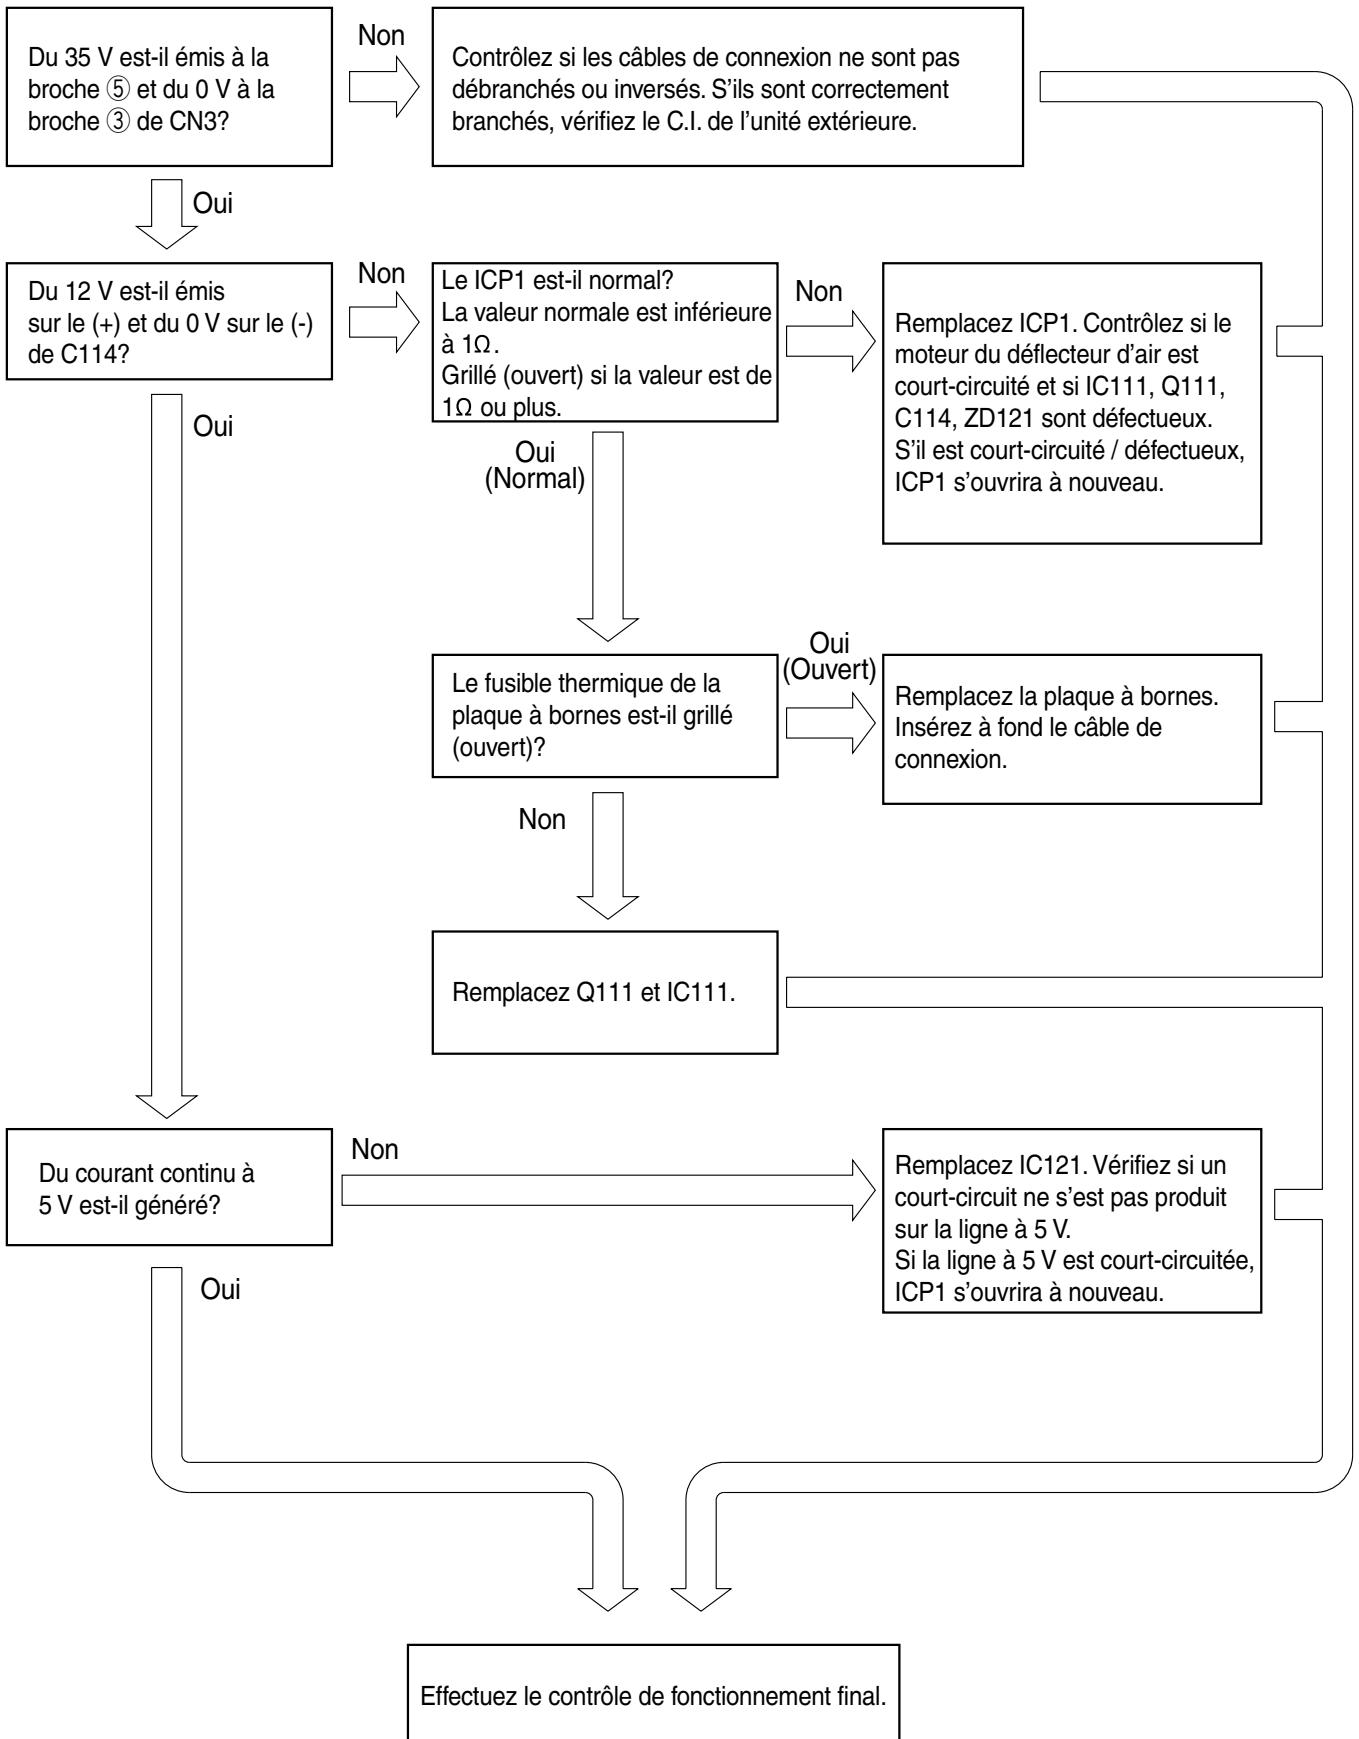 Du 35 V est-il émis à la
broche ⑤ et du 0 V à la
broche ③ de CN3?
Non
Contrôlez si les câbles de connexion ne sont pas
débranchés ou inversés. S'ils sont correctement
branchés, vérifiez le C.I. de l'unité extérieure.
Oui
Du 12 V est-il émis
sur le (+) et du 0 V sur le (-)
de C114?
Non
Le ICP1 est-il normal?
La valeur normale est inférieure
à 1Ω.
Grillé (ouvert) si la valeur est de
1Ω ou plus.
Non
Remplacez ICP1. Contrôlez si le
moteur du déflecteur d'air est
court-circuité et si IC111, Q111,
C114, ZD121 sont défectueux.
S'il est court-circuité / défectueux,
ICP1 s'ouvrira à nouveau.
Oui
Oui
(Normal)
Le fusible thermique de la
plaque à bornes est-il grillé
(ouvert)?
Oui
(Ouvert)
Remplacez la plaque à bornes.
Insérez à fond le câble de
connexion.
Non
Remplacez Q111 et IC111.
Du courant continu à
5 V est-il généré?
Non
Remplacez IC121. Vérifiez si un
court-circuit ne s'est pas produit
sur la ligne à 5 V.
Si la ligne à 5 V est court-circuitée,
ICP1 s'ouvrira à nouveau.
Oui
Effectuez le contrôle de fonctionnement final.